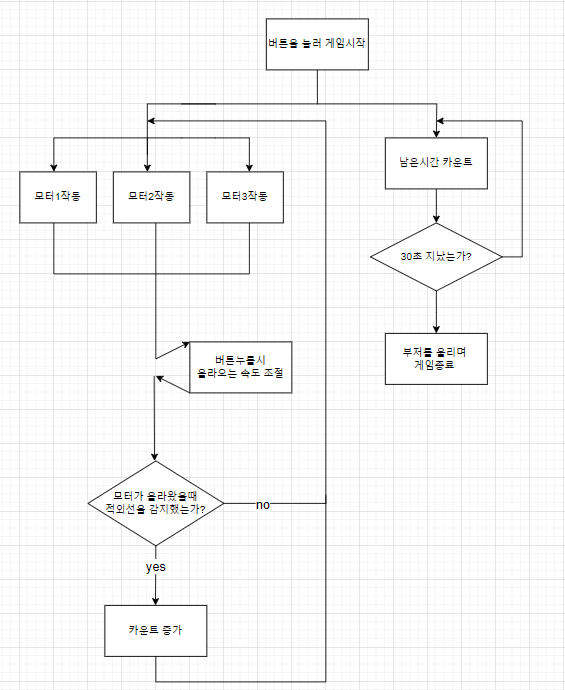 버튼을 눌러 게임시작
모터1작동
모터2작동
모터3작동
남은시간 카운트
30초 지났는가?
부저를 울리며
게임종료
버튼누를시
올라오는 속도 조절
모터가 올라왔을때
적외선을 감지했는가?
no
yes
카운트 증가